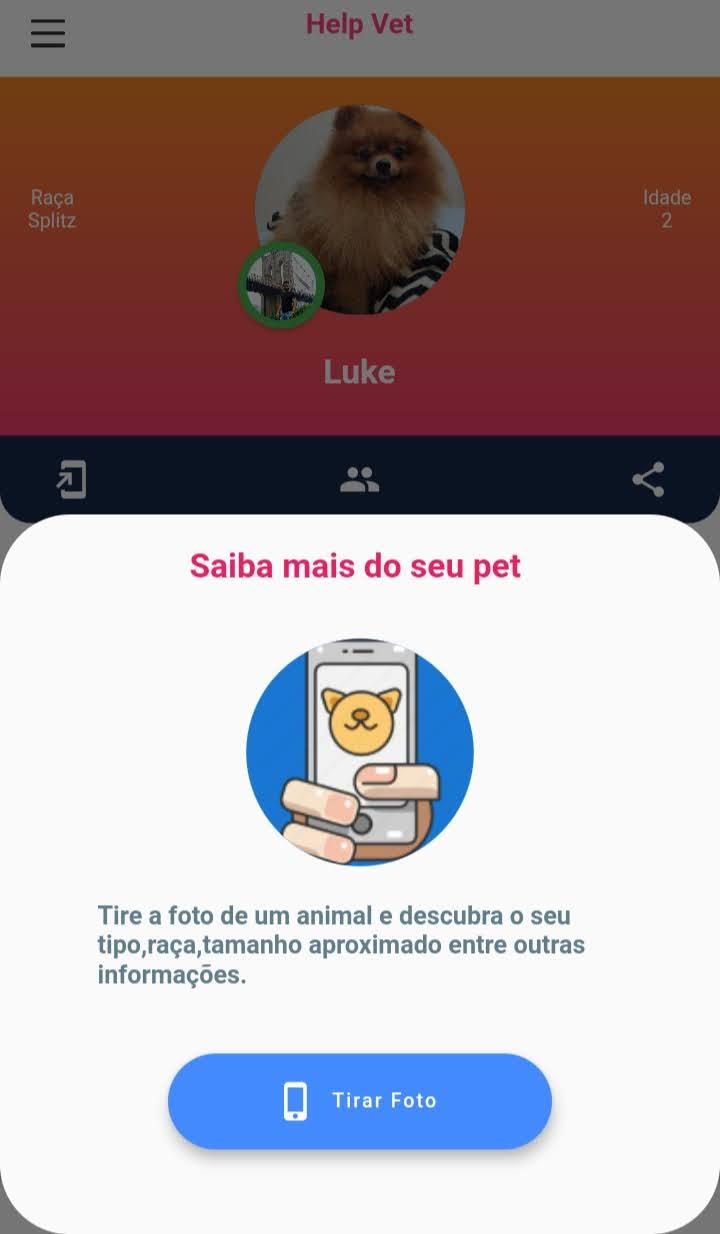 Help Vet
Raça
Splitz
Idade
2
Luke
Saiba mais do seu pet
Tire a foto de um animal e descubra o seu
tipo,raça,tamanho aproximado entre outras
informações.
Tirar Foto